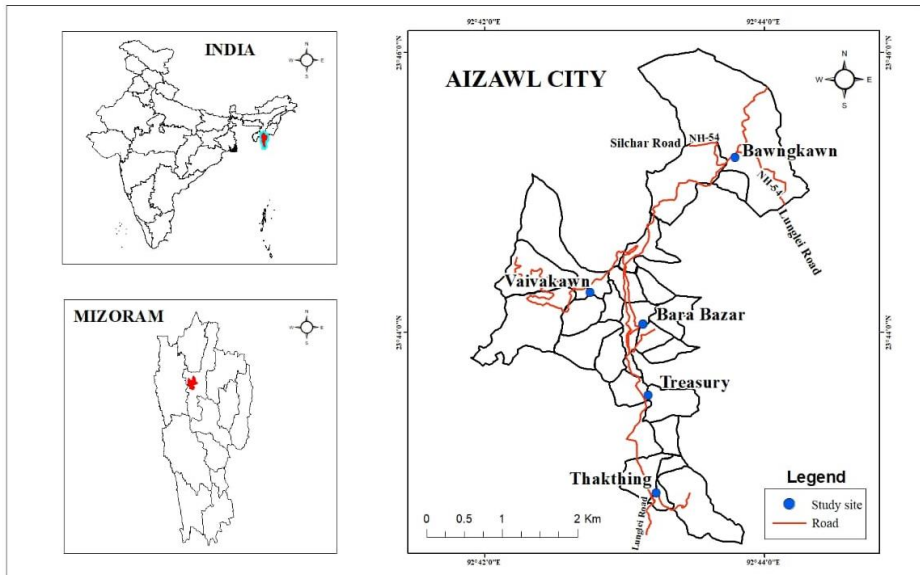 INDIA
N
W E
S
MIZORAM
N
W E
S
92°42'0"E
92°44'0"E
23°46'0"N
23°46'0"N
AIZAWL CITY
N
W E
S
Silchar Road
NH-54
Bawngkawn
NH-54
Lunglei Road
Vaivakawn
Bara Bazar
23°44'0"N
23°44'0"N
Treasury
Thakthing
Lunglei Road
Legend
Study site
Road
0 0.5 1 2 Km
92°42'0"E
92°44'0"E